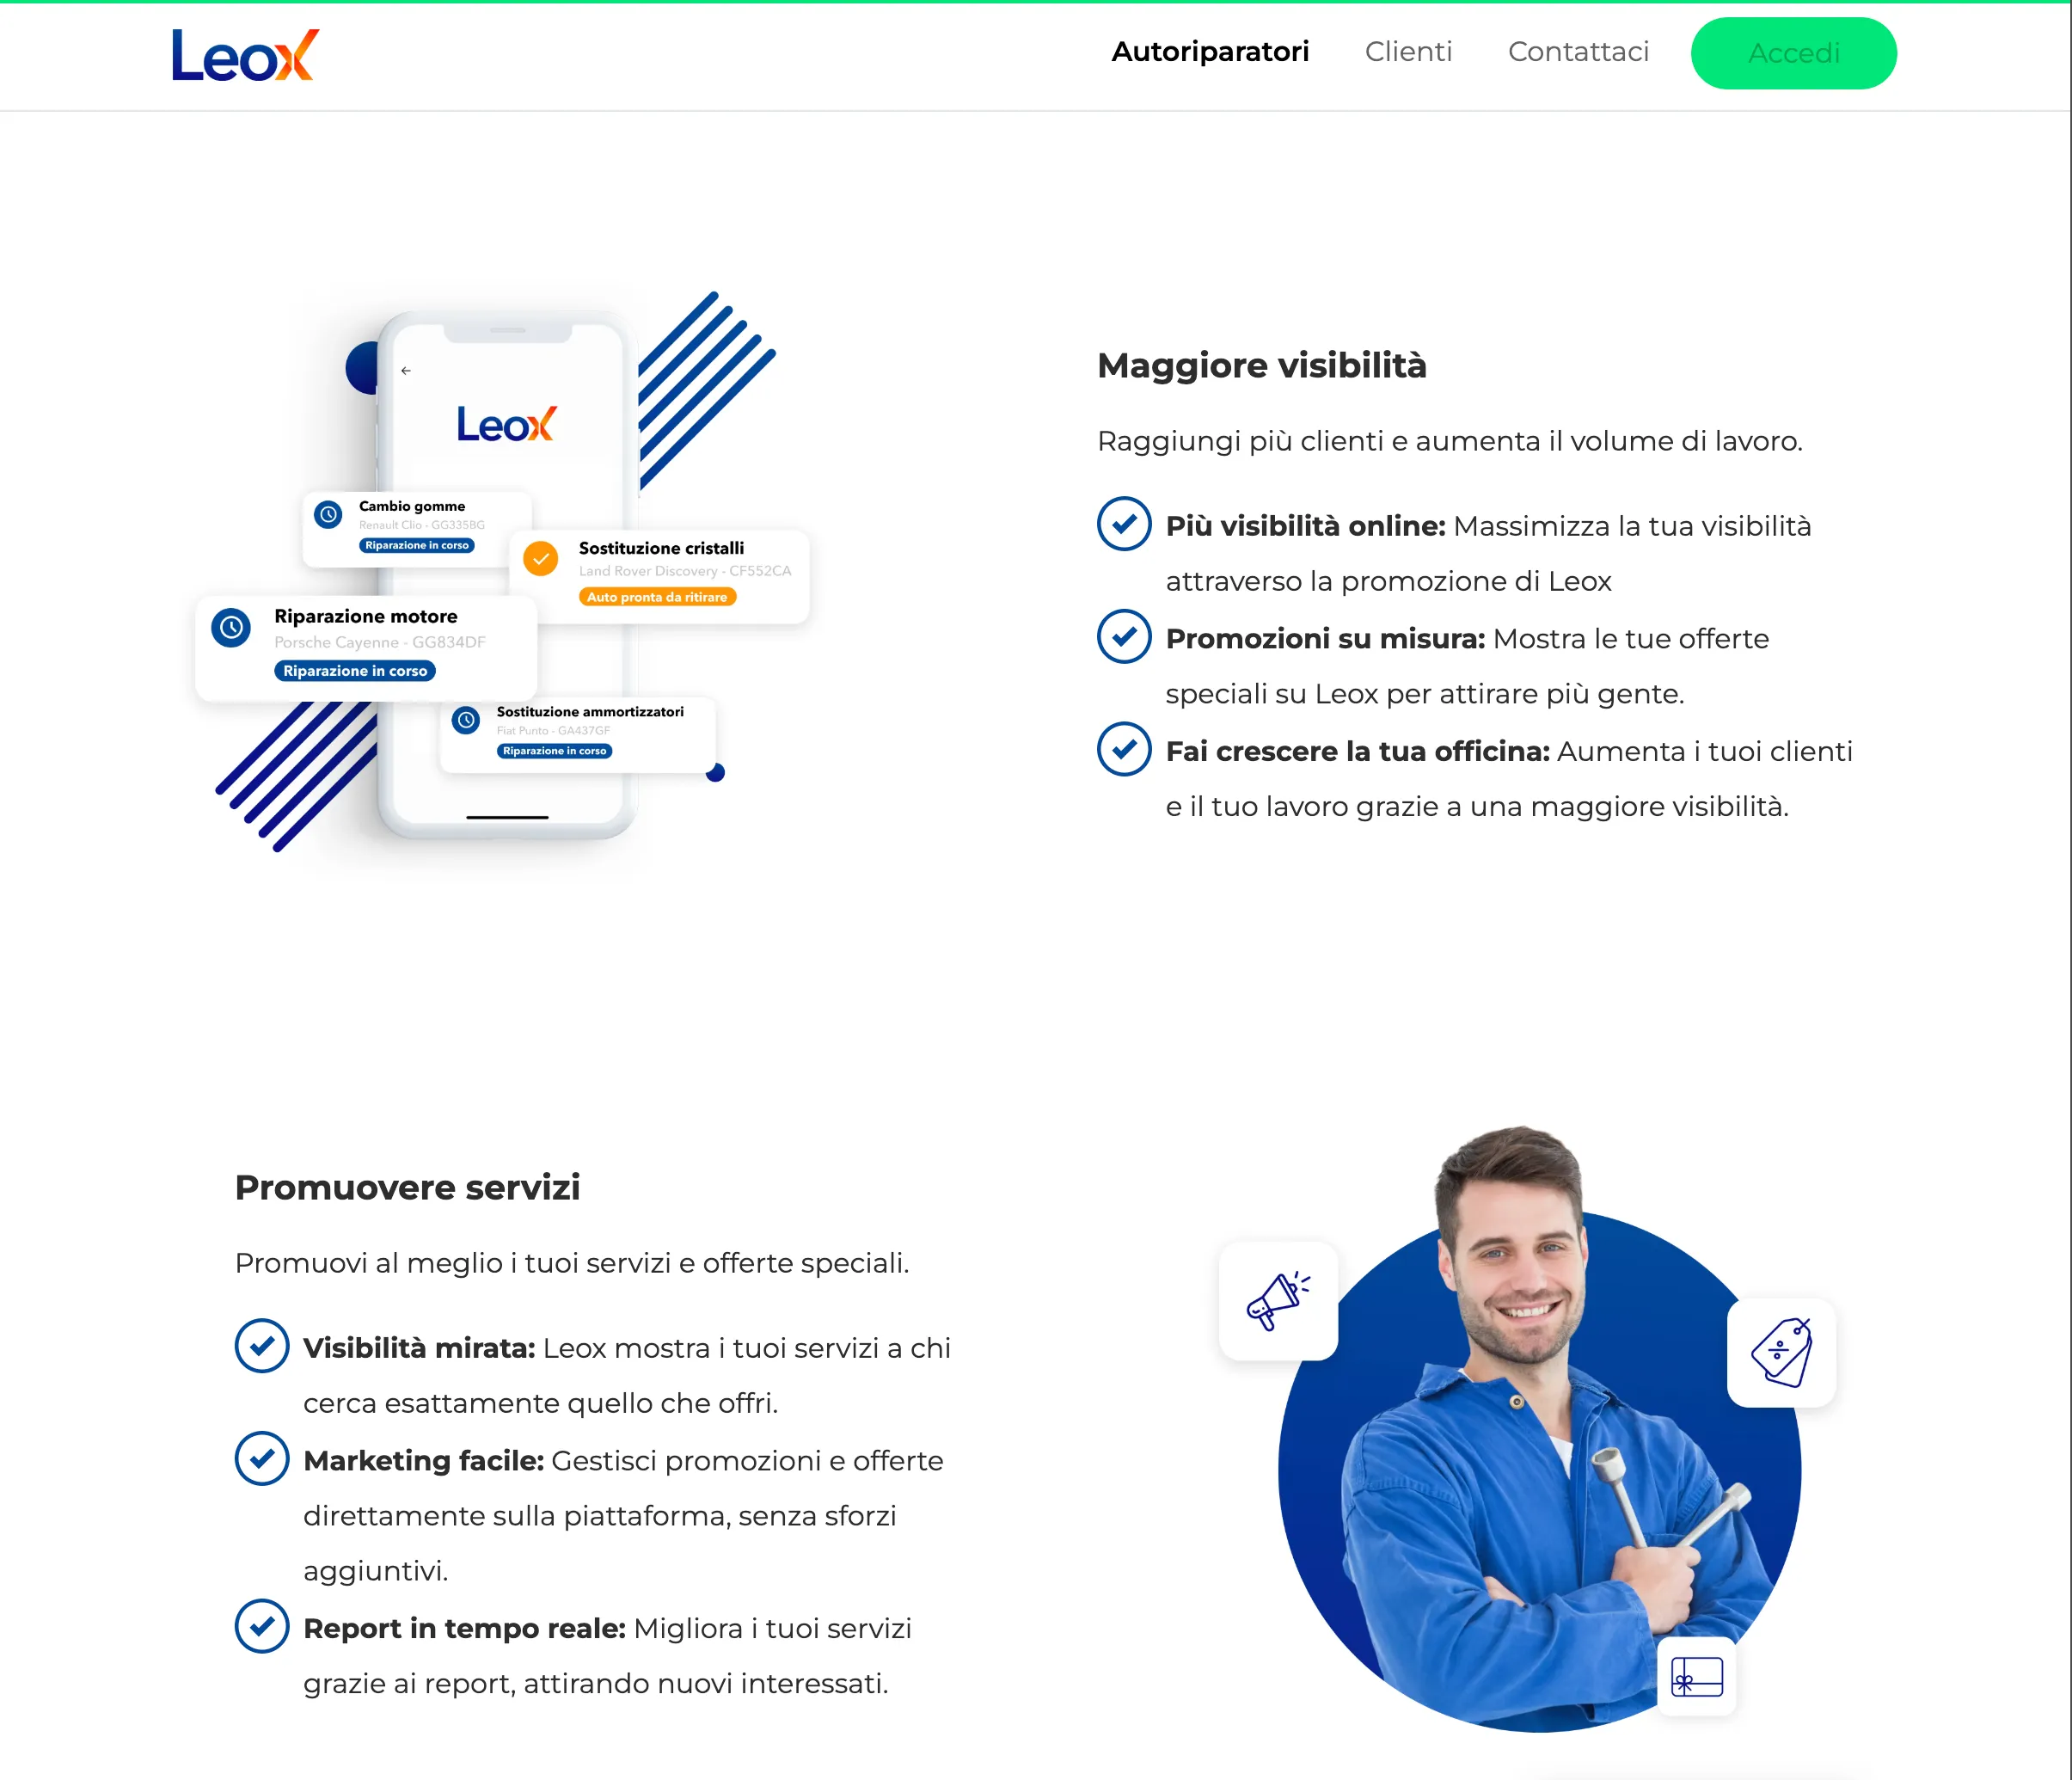 Leox
Autoriparatori
Clienti
Contattaci
Accedi
Leox
Cambio gomme
Renault Clio - GG335BG
Riparazione in corso
Sostituzione cristalli
Land Rover Discovery - CF552CA
Auto pronta da ritirare
Riparazione motore
Porsche Cayenne - GG834DF
Riparazione in corso
Sostituzione ammortizzatori
Fiat Punto - GA437GF
Riparazione in corso
Maggiore visibilità
Raggiungi più clienti e aumenta il volume di lavoro.
Più visibilità online: Massimizza la tua visibilità
attraverso la promozione di Leox
Promozioni su misura: Mostra le tue offerte
speciali su Leox per attirare più gente.
Fai crescere la tua officina: Aumenta i tuoi clienti
e il tuo lavoro grazie a una maggiore visibilità.
Promuovere servizi
Promuovi al meglio i tuoi servizi e offerte speciali.
Visibilità mirata: Leox mostra i tuoi servizi a chi
cerca esattamente quello che offri.
Marketing facile: Gestisci promozioni e offerte
direttamente sulla piattaforma, senza sforzi
aggiuntivi.
Report in tempo reale: Migliora i tuoi servizi
grazie ai report, attirando nuovi interessati.